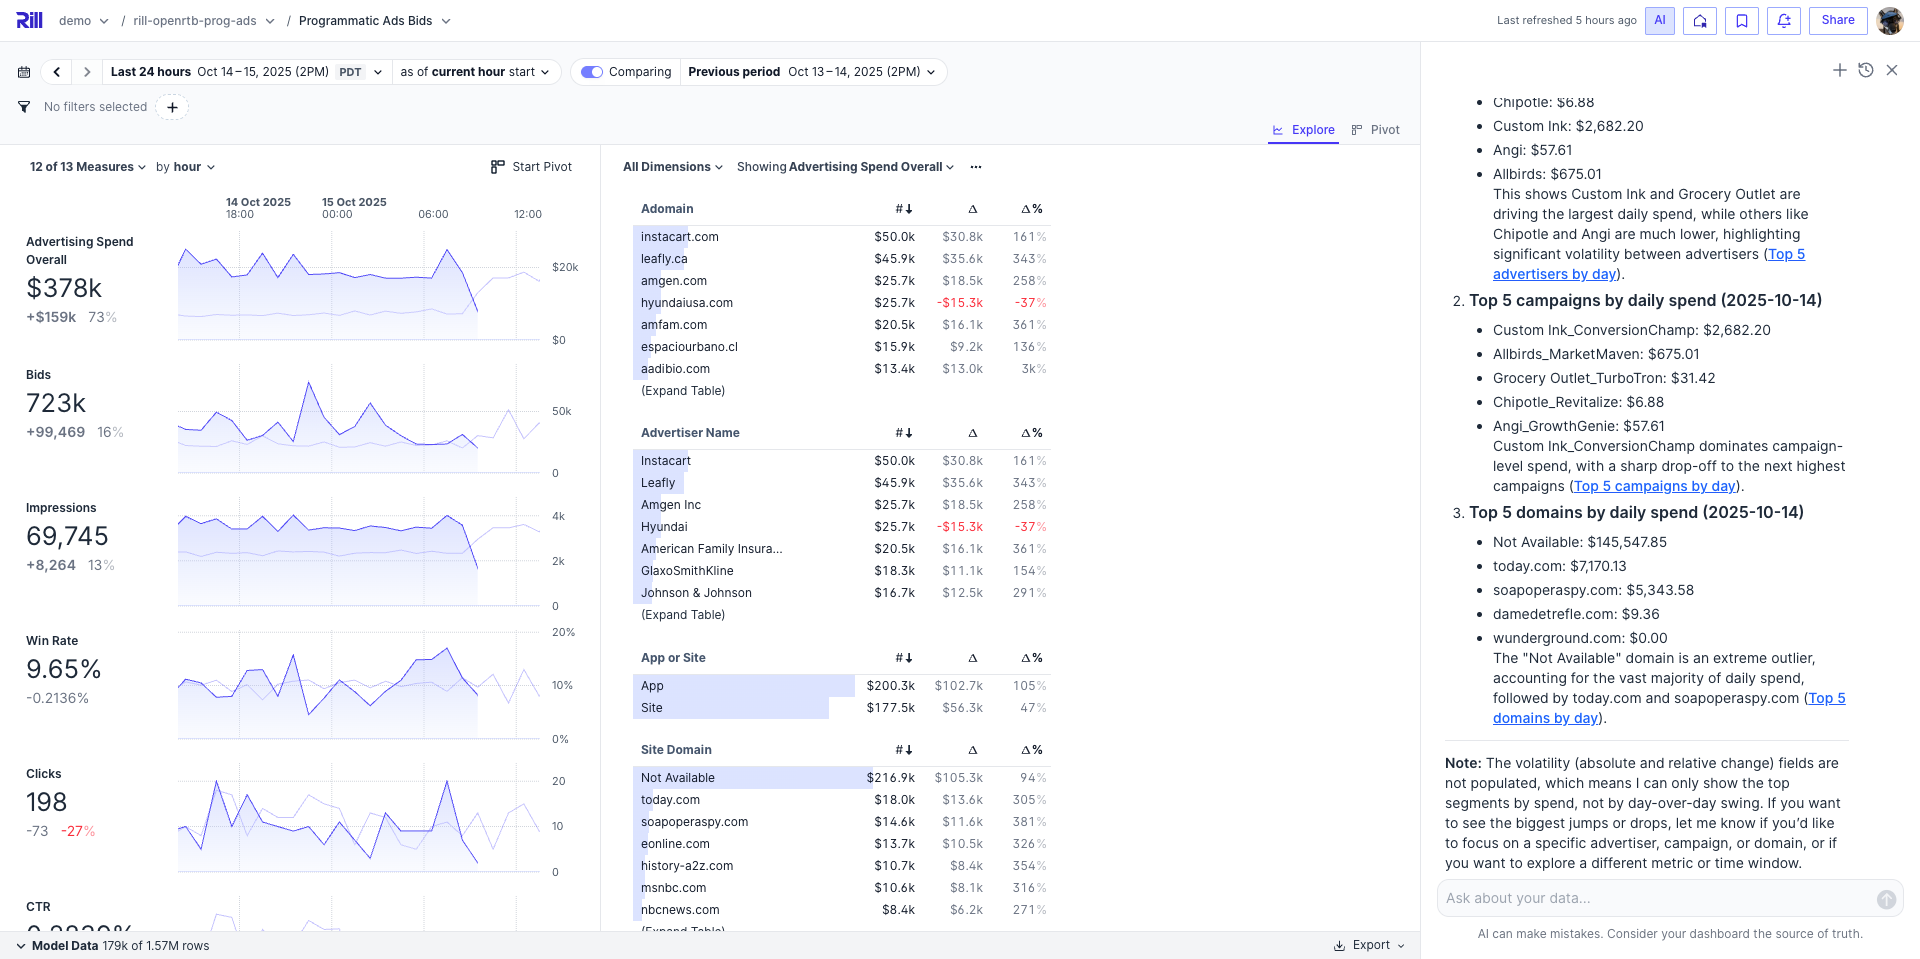 Rill demo / rill-openrtb-prog-ads / Programmatic Ads Bids
Last refreshed 5 hours ago AI Share
Last 24 hours Oct 14 – 15, 2025 (2PM) PDT as of current hour start Comparing Previous period Oct 13 – 14, 2025 (2PM)
No filters selected +
Explore Pivot
12 of 13 Measures by hour Start Pivot
14 Oct 2025 15 Oct 2025
18:00 00:00 06:00 12:00
Advertising Spend
Overall
$378k
+$159k 73%
$20k
$0
Bids
723k
+99,469 16%
50k
0
Impressions
69,745
+8,264 13%
4k
2k
0
Win Rate
9.65%
-0.2136%
20%
10%
0%
Clicks
198
-73 -27%
20
10
0
CTR
All Dimensions Showing Advertising Spend Overall ...
Adomain # Δ Δ%
instacart.com $50.0k $30.8k 161%
leafly.ca $45.9k $35.6k 343%
amgen.com $25.7k $18.5k 258%
hyundaiusa.com $25.7k -$15.3k -37%
amfam.com $20.5k $16.1k 361%
espaciourbano.cl $15.9k $9.2k 136%
aadibio.com $13.4k $13.0k 3k%
(Expand Table)
Advertiser Name # Δ Δ%
Instacart $50.0k $30.8k 161%
Leafly $45.9k $35.6k 343%
Amgen Inc $25.7k $18.5k 258%
Hyundai $25.7k -$15.3k -37%
American Family Insura... $20.5k $16.1k 361%
GlaxoSmithKline $18.3k $11.1k 154%
Johnson & Johnson $16.7k $12.5k 291%
(Expand Table)
App or Site # Δ Δ%
App $200.3k $102.7k 105%
Site $177.5k $56.3k 47%
Site Domain # Δ Δ%
Not Available $216.9k $105.3k 94%
today.com $18.0k $13.6k 305%
soapoperaspy.com $14.6k $11.6k 381%
eonline.com $13.7k $10.5k 326%
history-a2z.com $10.7k $8.4k 354%
msnbc.com $10.6k $8.1k 316%
nbcnews.com $8.4k $6.2k 271%
(Expand Table)
Model Data 179k of 1.57M rows Export
• Chipotle: $6.88
• Custom Ink: $2,682.20
• Angi: $57.61
• Allbirds: $675.01
This shows Custom Ink and Grocery Outlet are
driving the largest daily spend, while others like
Chipotle and Angi are much lower, highlighting
significant volatility between advertisers (Top 5
advertisers by day).
2. Top 5 campaigns by daily spend (2025-10-14)
• Custom Ink_ConversionChamp: $2,682.20
• Allbirds_MarketMaven: $675.01
• Grocery Outlet_TurboTron: $31.42
• Chipotle_Revitalize: $6.88
• Angi_GrowthGenie: $57.61
Custom Ink_ConversionChamp dominates campaign-
level spend, with a sharp drop-off to the next highest
campaigns (Top 5 campaigns by day).
3. Top 5 domains by daily spend (2025-10-14)
• Not Available: $145,547.85
• today.com: $7,170.13
• soapoperaspy.com: $5,343.58
• damedetrefle.com: $9.36
• wunderground.com: $0.00
The "Not Available" domain is an extreme outlier,
accounting for the vast majority of daily spend,
followed by today.com and soapoperaspy.com (Top 5
domains by day).
Note: The volatility (absolute and relative change) fields are
not populated, which means I can only show the top
segments by spend, not by day-over-day swing. If you want
to see the biggest jumps or drops, let me know if you'd like
to focus on a specific advertiser, campaign, or domain, or if
you want to explore a different metric or time window.
Ask about your data...
AI can make mistakes. Consider your dashboard the source of truth.